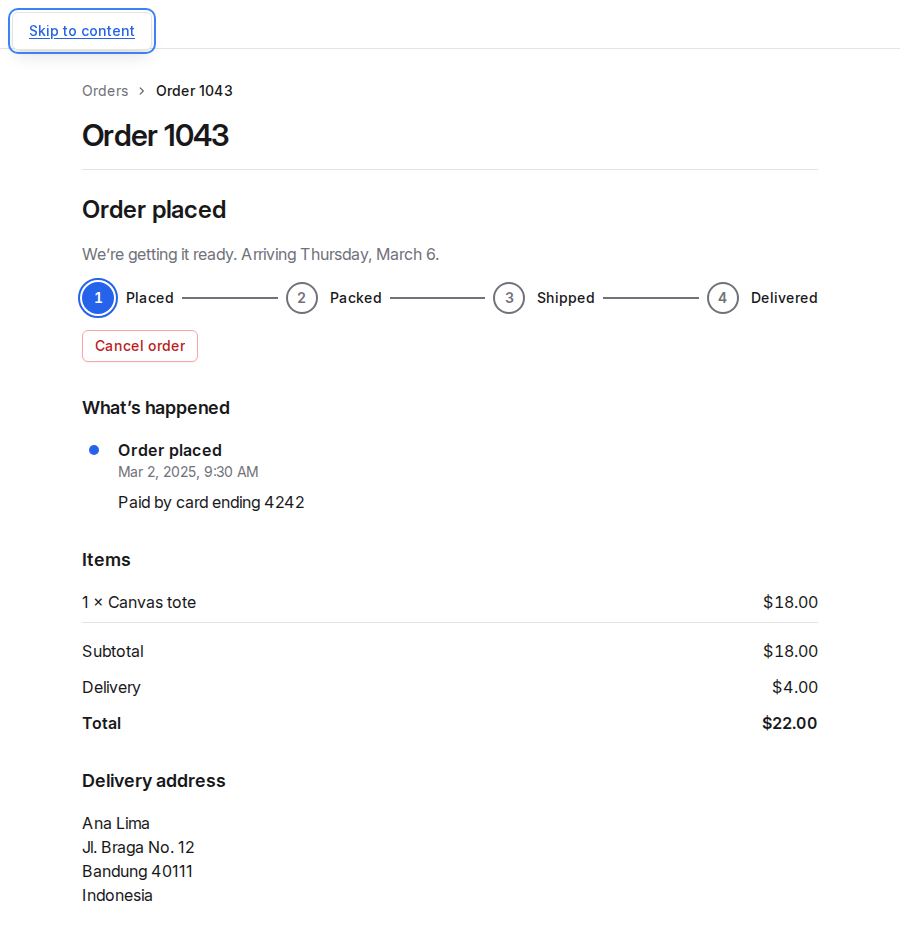 Skip to content
Orders › Order 1043
Order 1043
Order placed
We’re getting it ready. Arriving Thursday, March 6.
1 Placed 2 Packed 3 Shipped 4 Delivered
Cancel order
What’s happened
Order placed
Mar 2, 2025, 9:30 AM
Paid by card ending 4242
Items
1 × Canvas tote $18.00
Subtotal $18.00
Delivery $4.00
Total $22.00
Delivery address
Ana Lima
Jl. Braga No. 12
Bandung 40111
Indonesia